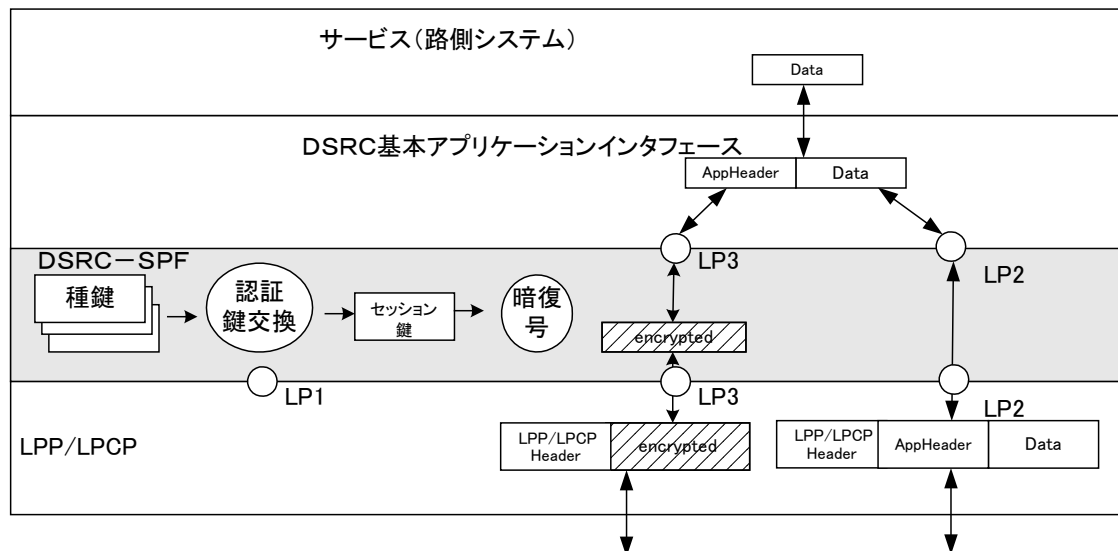 サービス(路側システム)
Data
DSRC基本アプリケーションインタフェース
AppHeader
Data
DSRC-SPF
LP3
LP2
種鍵
認証
鍵交換
セッション
鍵
暗復
号
encrypted
LP1
LP3
LP2
LPP/LPCP
LPP/LPCP
Header
encrypted
LPP/LPCP
Header
AppHeader
Data